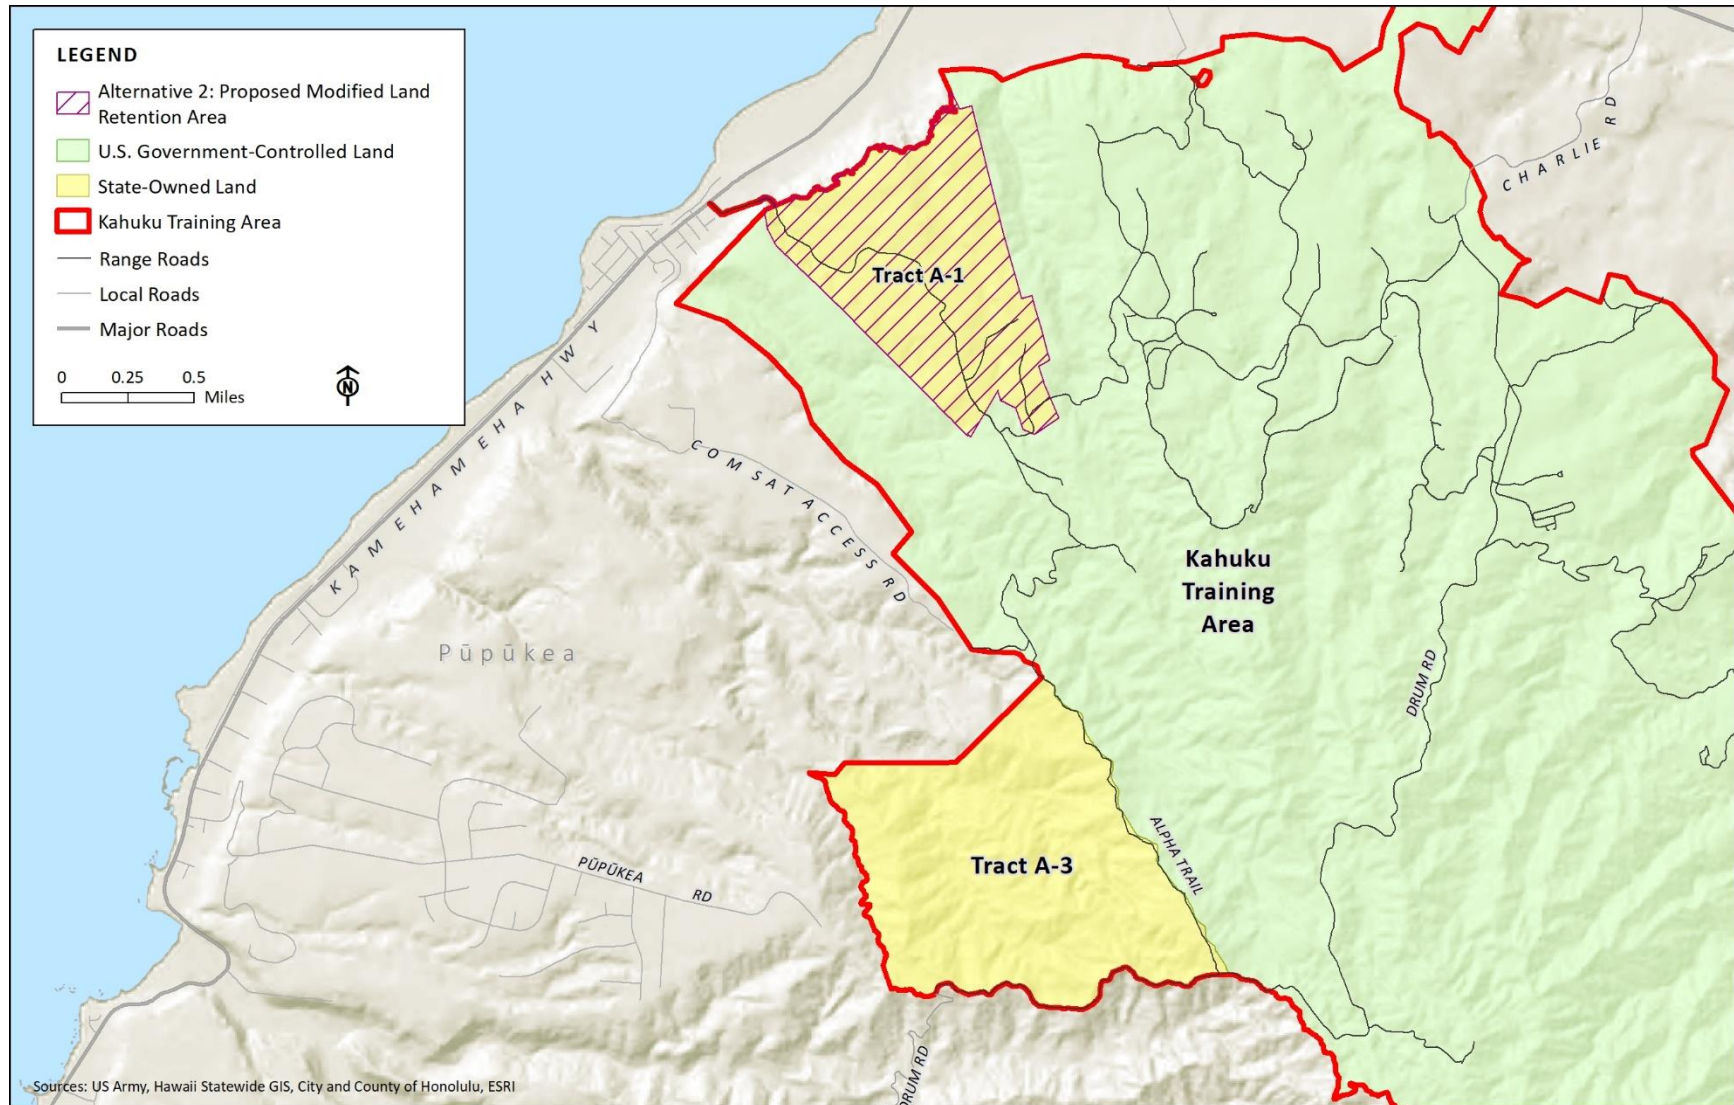 LEGEND
Alternative 2: Proposed Modified Land
Retention Area
U.S. Government-Controlled Land
State-Owned Land
Kahuku Training Area
Range Roads
Local Roads
Major Roads
0 0.25 0.5
Miles
N
CHARLIE RD
Tract A-1
KAMEHAMEHA HWY
COMSAT ACCESS RD
Kahuku
Training
Area
Pūpūkea
DRUM RD
ALPHA TRAIL
Tract A-3
PŪPŪKEA RD
DRUM RD
Sources: US Army, Hawaii Statewide GIS, City and County of Honolulu, ESRI